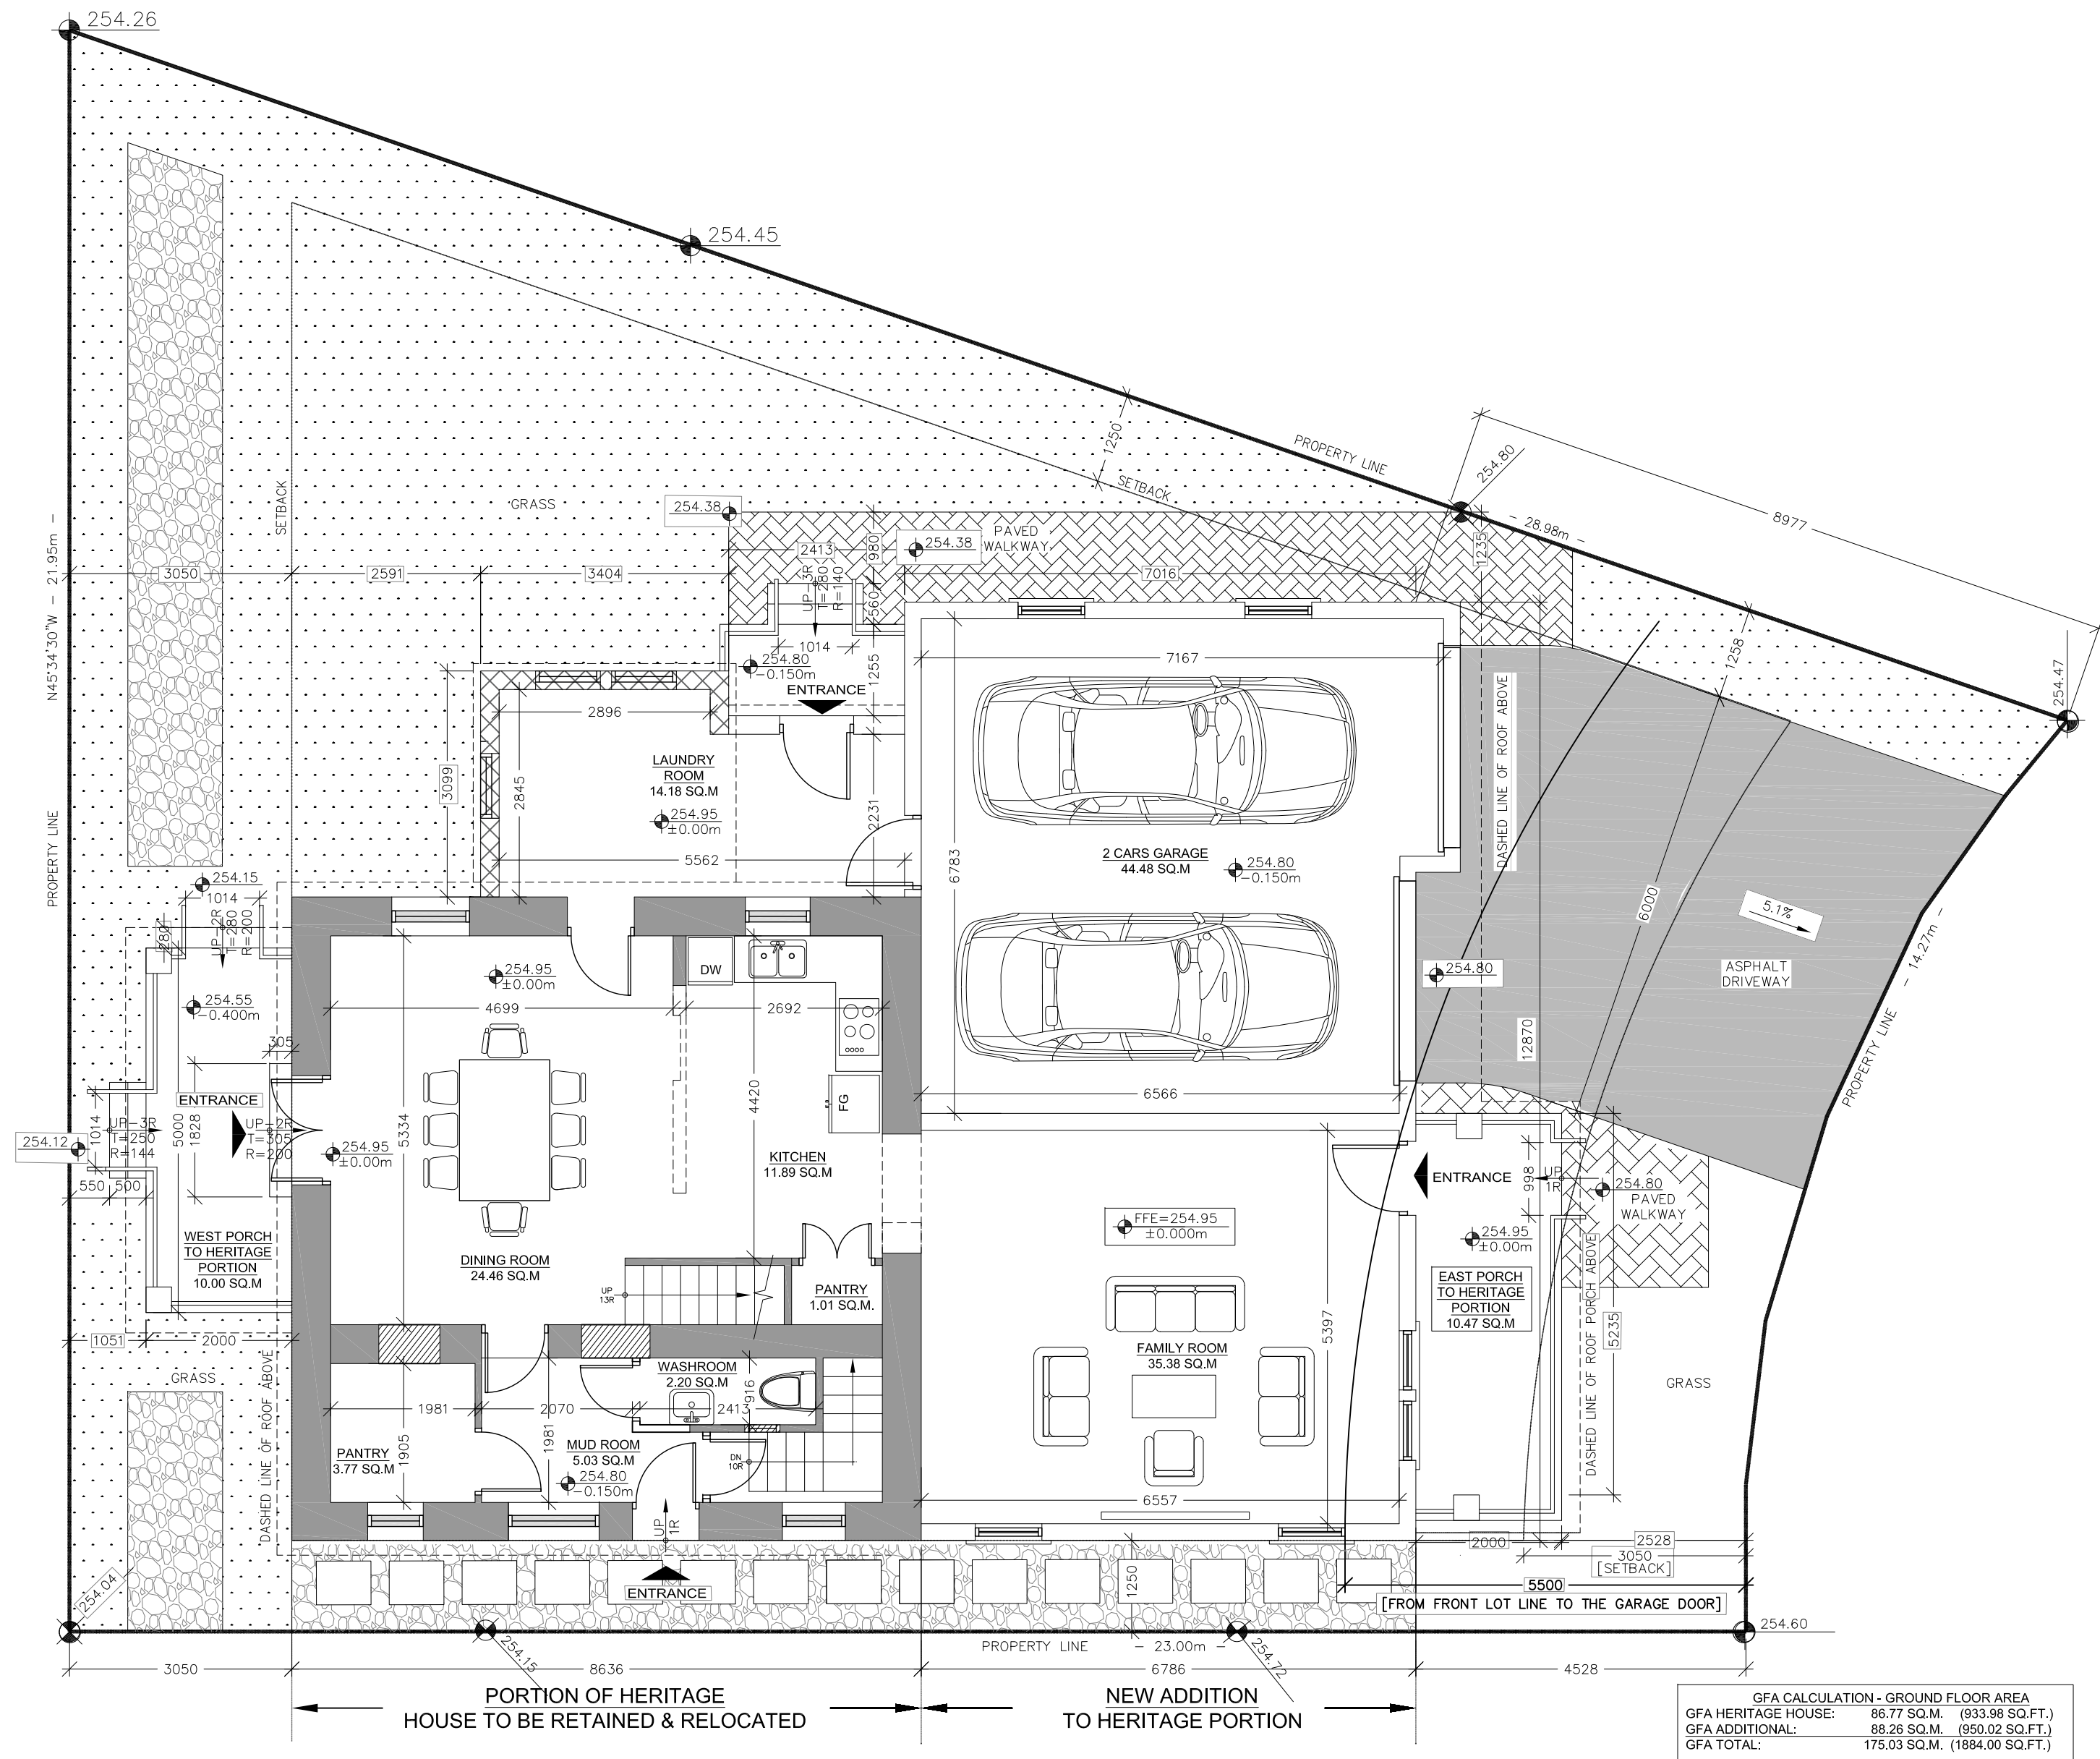 254.26
254.45
254.80
8977
1250
PROPERTY LINE
SETBACK
- 28.98m -
1235
SETBACK
GRASS
254.38
PAVED
WALKWAY
254.38
2413
980
3050
2591
3404
7016
N45°34'30"W - 21.95m -
UP-3R
T=280
R=140
560
1014
1255
254.80
-0.150m
ENTRANCE
7167
1258
254.47
2896
3099
2845
LAUNDRY
ROOM
14.18 SQ.M
254.95
±0.00m
2231
5562
6783
2 CARS GARAGE
44.48 SQ.M
254.80
-0.150m
DASHED LINE OF ROOF ABOVE
6000
5.1%
PROPERTY LINE
254.15
1014
280
UP-2R
T=280
R=200
254.55
-0.400m
305
254.95
±0.00m
4699
2692
DW
FG
254.80
ASPHALT
DRIVEWAY
- 14.27m -
PROPERTY LINE
12870
6566
ENTRANCE
1014
5000
1828
UP-3R
T=250
R=144
UP-2R
T=305
R=200
254.12
550
500
254.95
±0.00m
5334
4420
KITCHEN
11.89 SQ.M
ENTRANCE
998
UP
1R
254.80
PAVED
WALKWAY
FFE=254.95
±0.000m
254.95
±0.00m
WEST PORCH
TO HERITAGE
PORTION
10.00 SQ.M
DINING ROOM
24.46 SQ.M
UP
13R
PANTRY
1.01 SQ.M.
EAST PORCH
TO HERITAGE
PORTION
10.47 SQ.M
DASHED LINE OF ROOF PORCH ABOVE
5235
5397
1051
2000
GRASS
DASHED LINE OF ROOF ABOVE
WASHROOM
2.20 SQ.M
916
FAMILY ROOM
35.38 SQ.M
GRASS
1981
2070
2413
PANTRY
3.77 SQ.M
1905
1981
MUD ROOM
5.03 SQ.M
254.80
-0.150m
DN
10R
6557
UP
1R
2000
2528
3050
[SETBACK]
5500
[FROM FRONT LOT LINE TO THE GARAGE DOOR]
ENTRANCE
1250
254.04
254.15
PROPERTY LINE - 23.00m -
254.72
254.60
3050
8636
6786
4528
PORTION OF HERITAGE
HOUSE TO BE RETAINED & RELOCATED
NEW ADDITION
TO HERITAGE PORTION
GFA CALCULATION - GROUND FLOOR AREA
GFA HERITAGE HOUSE: 86.77 SQ.M. (933.98 SQ.FT.)
GFA ADDITIONAL: 88.26 SQ.M. (950.02 SQ.FT.)
GFA TOTAL: 175.03 SQ.M. (1884.00 SQ.FT.)